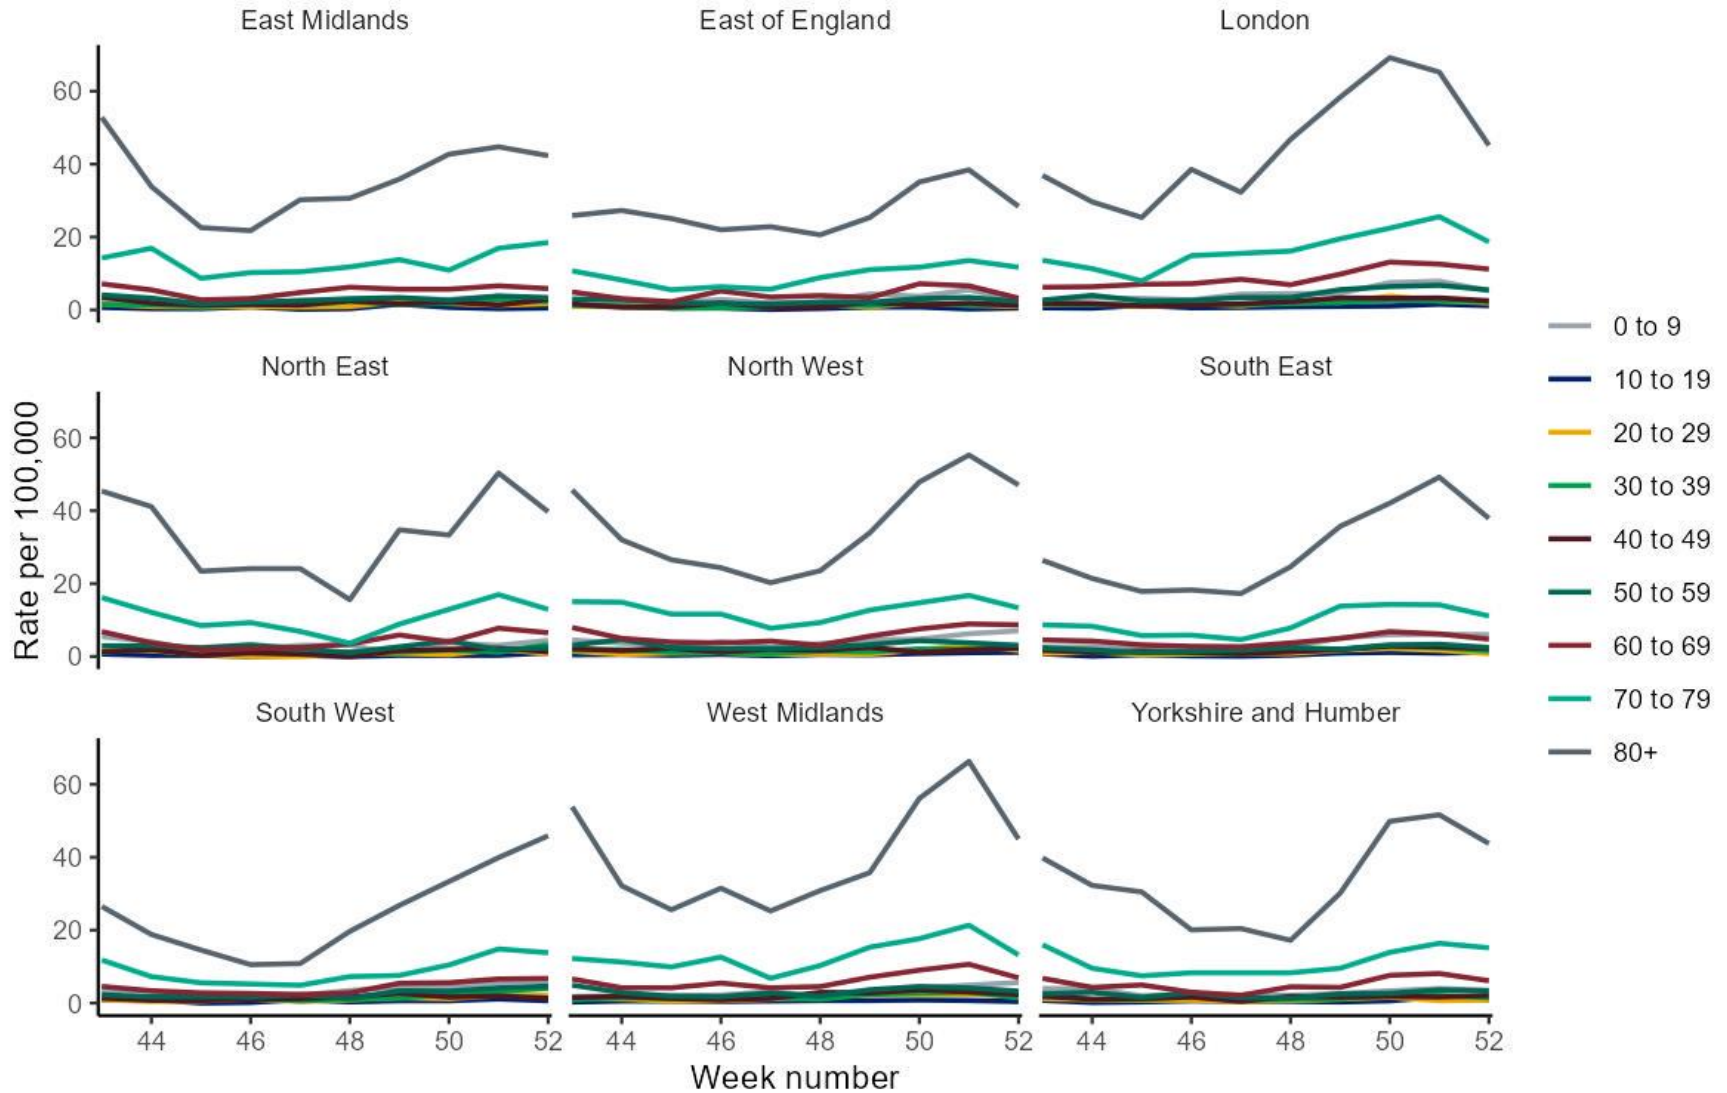 East Midlands
East of England
London
60
40
20
0
North East
North West
South East
60
40
20
0
South West
West Midlands
Yorkshire and Humber
60
40
20
0
44 46 48 50 52 44 46 48 50 52 44 46 48 50 52
Week number
Rate per 100,000
0 to 9
10 to 19
20 to 29
30 to 39
40 to 49
50 to 59
60 to 69
70 to 79
80+